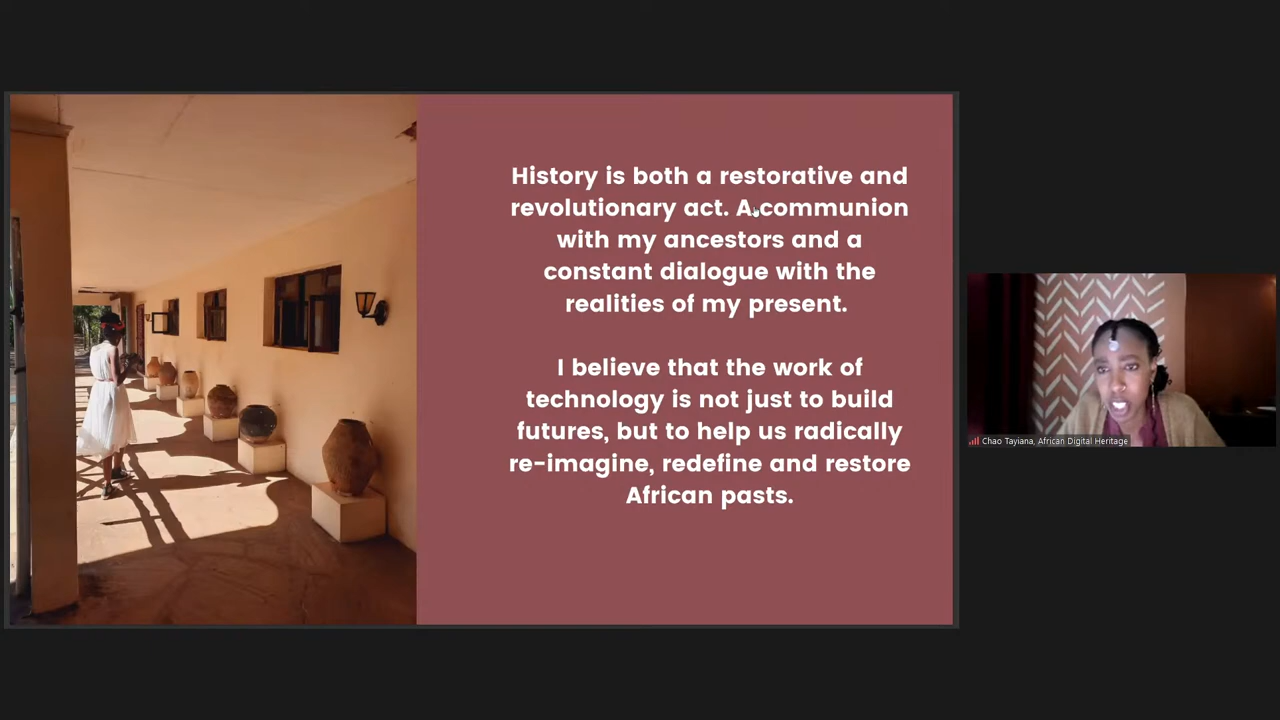 History is both a restorative and
revolutionary act. A communion
with my ancestors and a
constant dialogue with the
realities of my present.
I believe that the work of
technology is not just to build
futures, but to help us radically
re-imagine, redefine and restore
African pasts.
Chao Tayiana, African Digital Heritage